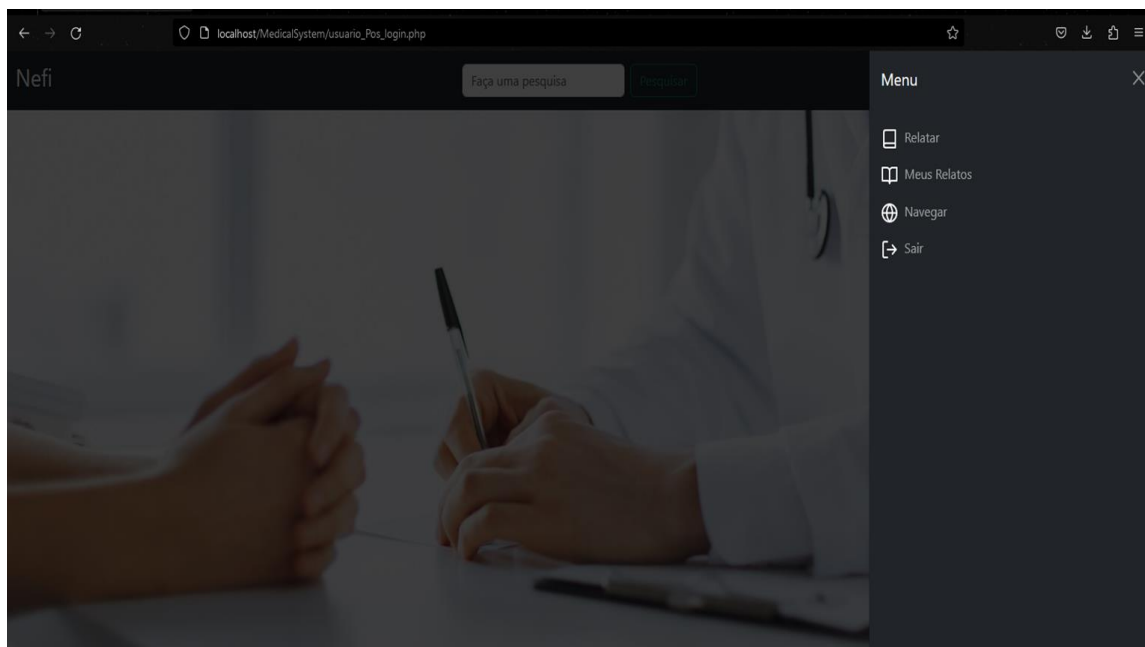 localhost/MedicalSystem/usuario_Pos_login.php
Nefi
Faça uma pesquisa
Pesquisar
Menu
Relatar
Meus Relatos
Navegar
Sair